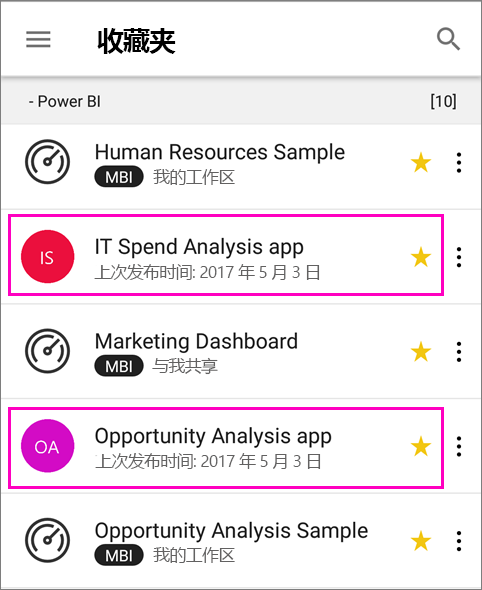 收藏夹
- Power BI [10]
Human Resources Sample
MBI 我的工作区
IS
IT Spend Analysis app
上次发布时间: 2017 年 5 月 3 日
Marketing Dashboard
MBI 与我共享
OA
Opportunity Analysis app
上次发布时间: 2017 年 5 月 3 日
Opportunity Analysis Sample
MBI 我的工作区